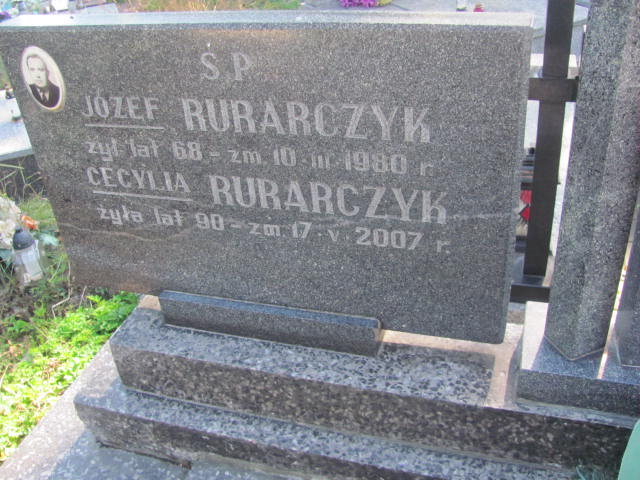 Ś P
JÓZEF RURARCZYK
żył lat 68 - zm. 10 . III . 1980 r.
CECYLIA RURARCZYK
żyła lat 90 - zm. 17 . V . 2007 r.